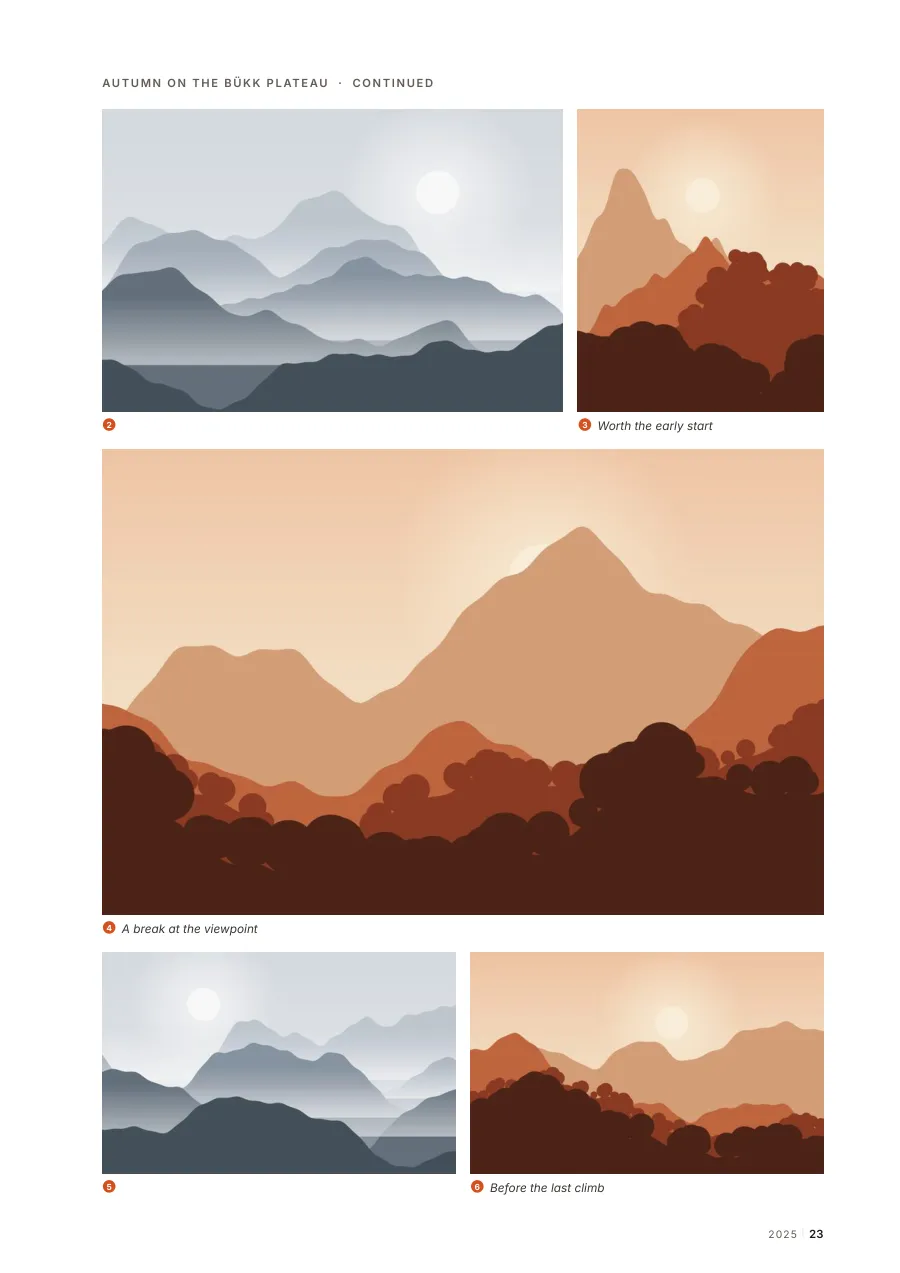 AUTUMN ON THE BÜKK PLATEAU · CONTINUED
2
3 Worth the early start
4 A break at the viewpoint
5
6 Before the last climb
2025 23